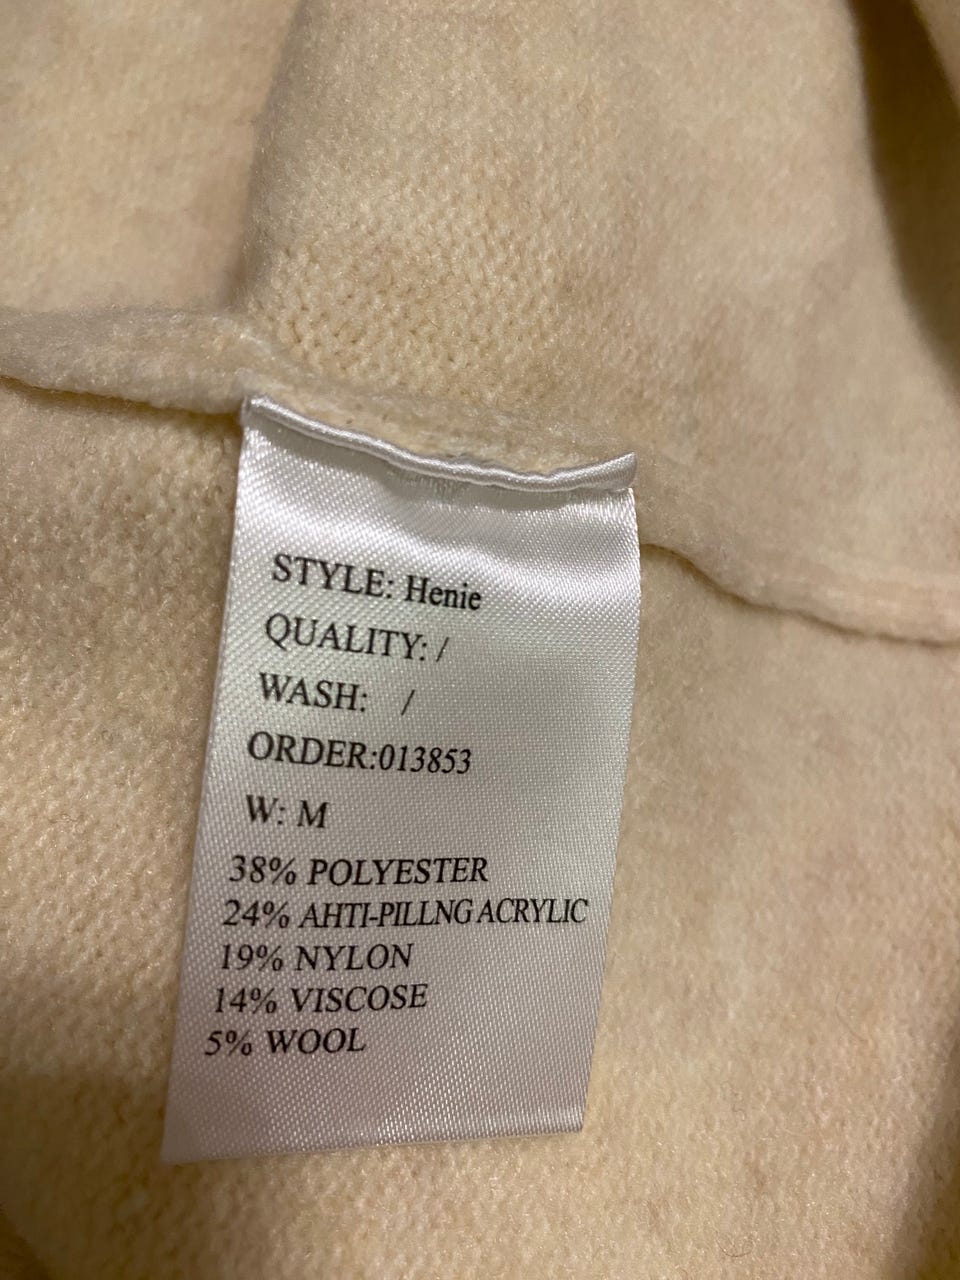 STYLE: Henie
QUALITY: /
WASH: /
ORDER:013853
W: M
38% POLYESTER
24% AHTI-PILLNG ACRYLIC
19% NYLON
14% VISCOSE
5% WOOL